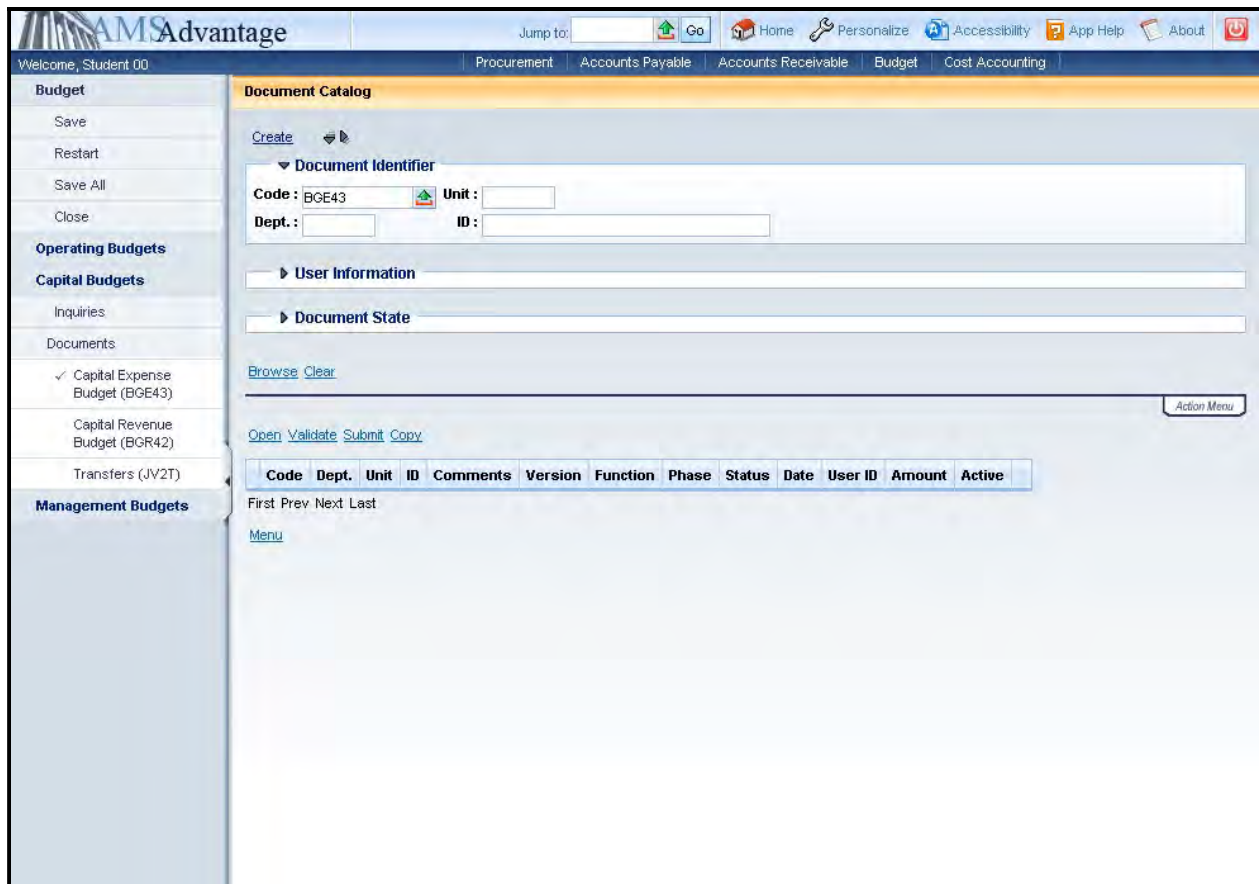 AMSAdvantage
Jump to: Go Home Personalize Accessibility App Help About
Welcome, Student 00
Procurement Accounts Payable Accounts Receivable Budget Cost Accounting
Budget
Save
Restart
Save All
Close
Operating Budgets
Capital Budgets
Inquiries
Documents
✓ Capital Expense
Budget (BGE43)
Capital Revenue
Budget (BGR42)
Transfers (JV2T)
Management Budgets
Document Catalog
Create
Document Identifier
Code : BGE43 Unit :
Dept. : ID :
User Information
Document State
Browse Clear
Action Menu
Open Validate Submit Copy
Code Dept. Unit ID Comments Version Function Phase Status Date User ID Amount Active
First Prev Next Last
Menu